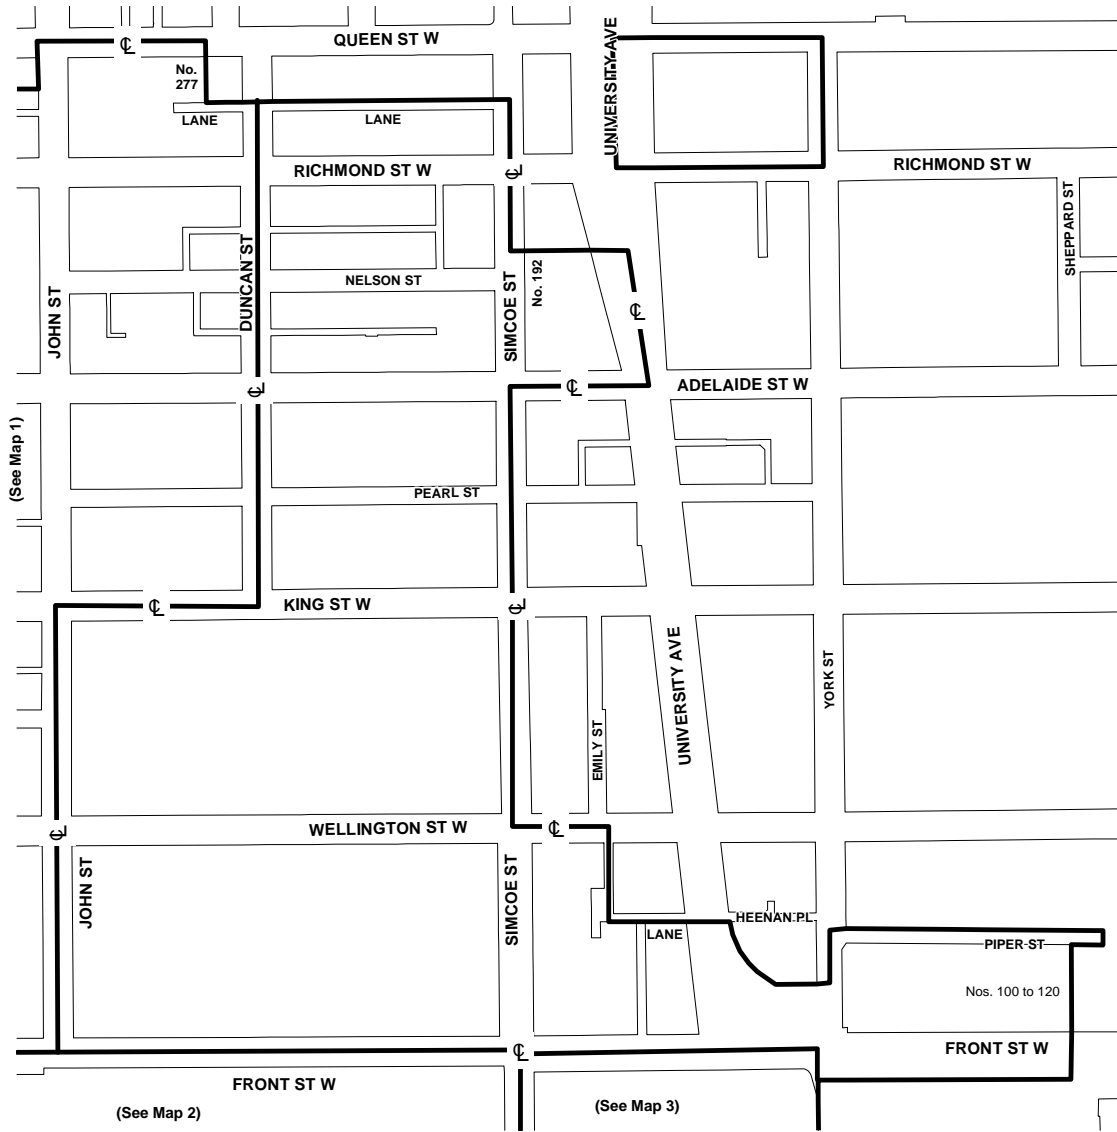 QUEEN ST W
UNIVERSITY AVE
℄
No.
277
LANE
LANE
RICHMOND ST W
℄
RICHMOND ST W
SHEPPARD ST
DUNCAN ST
NELSON ST
SIMCOE ST
No. 192
JOHN ST
℄
℄
℄
ADELAIDE ST W
(See Map 1)
PEARL ST
℄
KING ST W
℄
UNIVERSITY AVE
YORK ST
EMILY ST
℄
WELLINGTON ST W
℄
JOHN ST
SIMCOE ST
HEENAN PL
LANE
PIPER ST
Nos. 100 to 120
℄
FRONT ST W
FRONT ST W
(See Map 2)
(See Map 3)